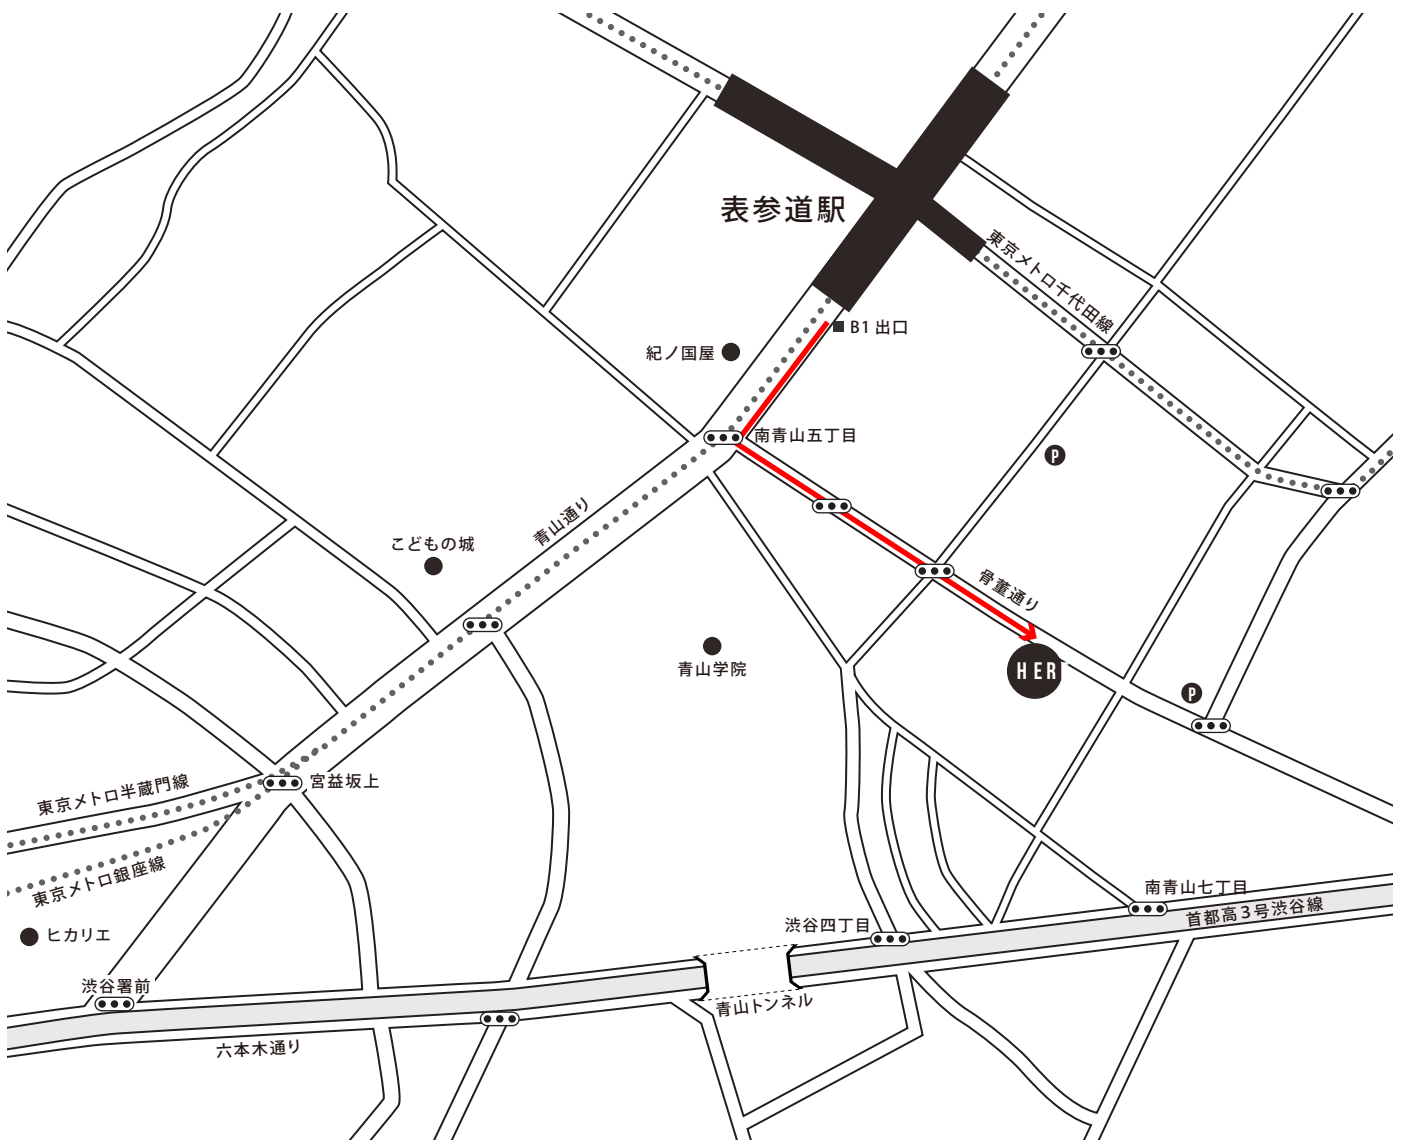 表参道駅
東京メトロ千代田線
B1 出口
紀ノ国屋
南青山五丁目
P
青山通り
こどもの城
骨董通り
青山学院
HER
P
東京メトロ半蔵門線
宮益坂上
東京メトロ銀座線
南青山七丁目
首都高3号渋谷線
渋谷四丁目
ヒカリエ
渋谷署前
青山トンネル
六本木通り